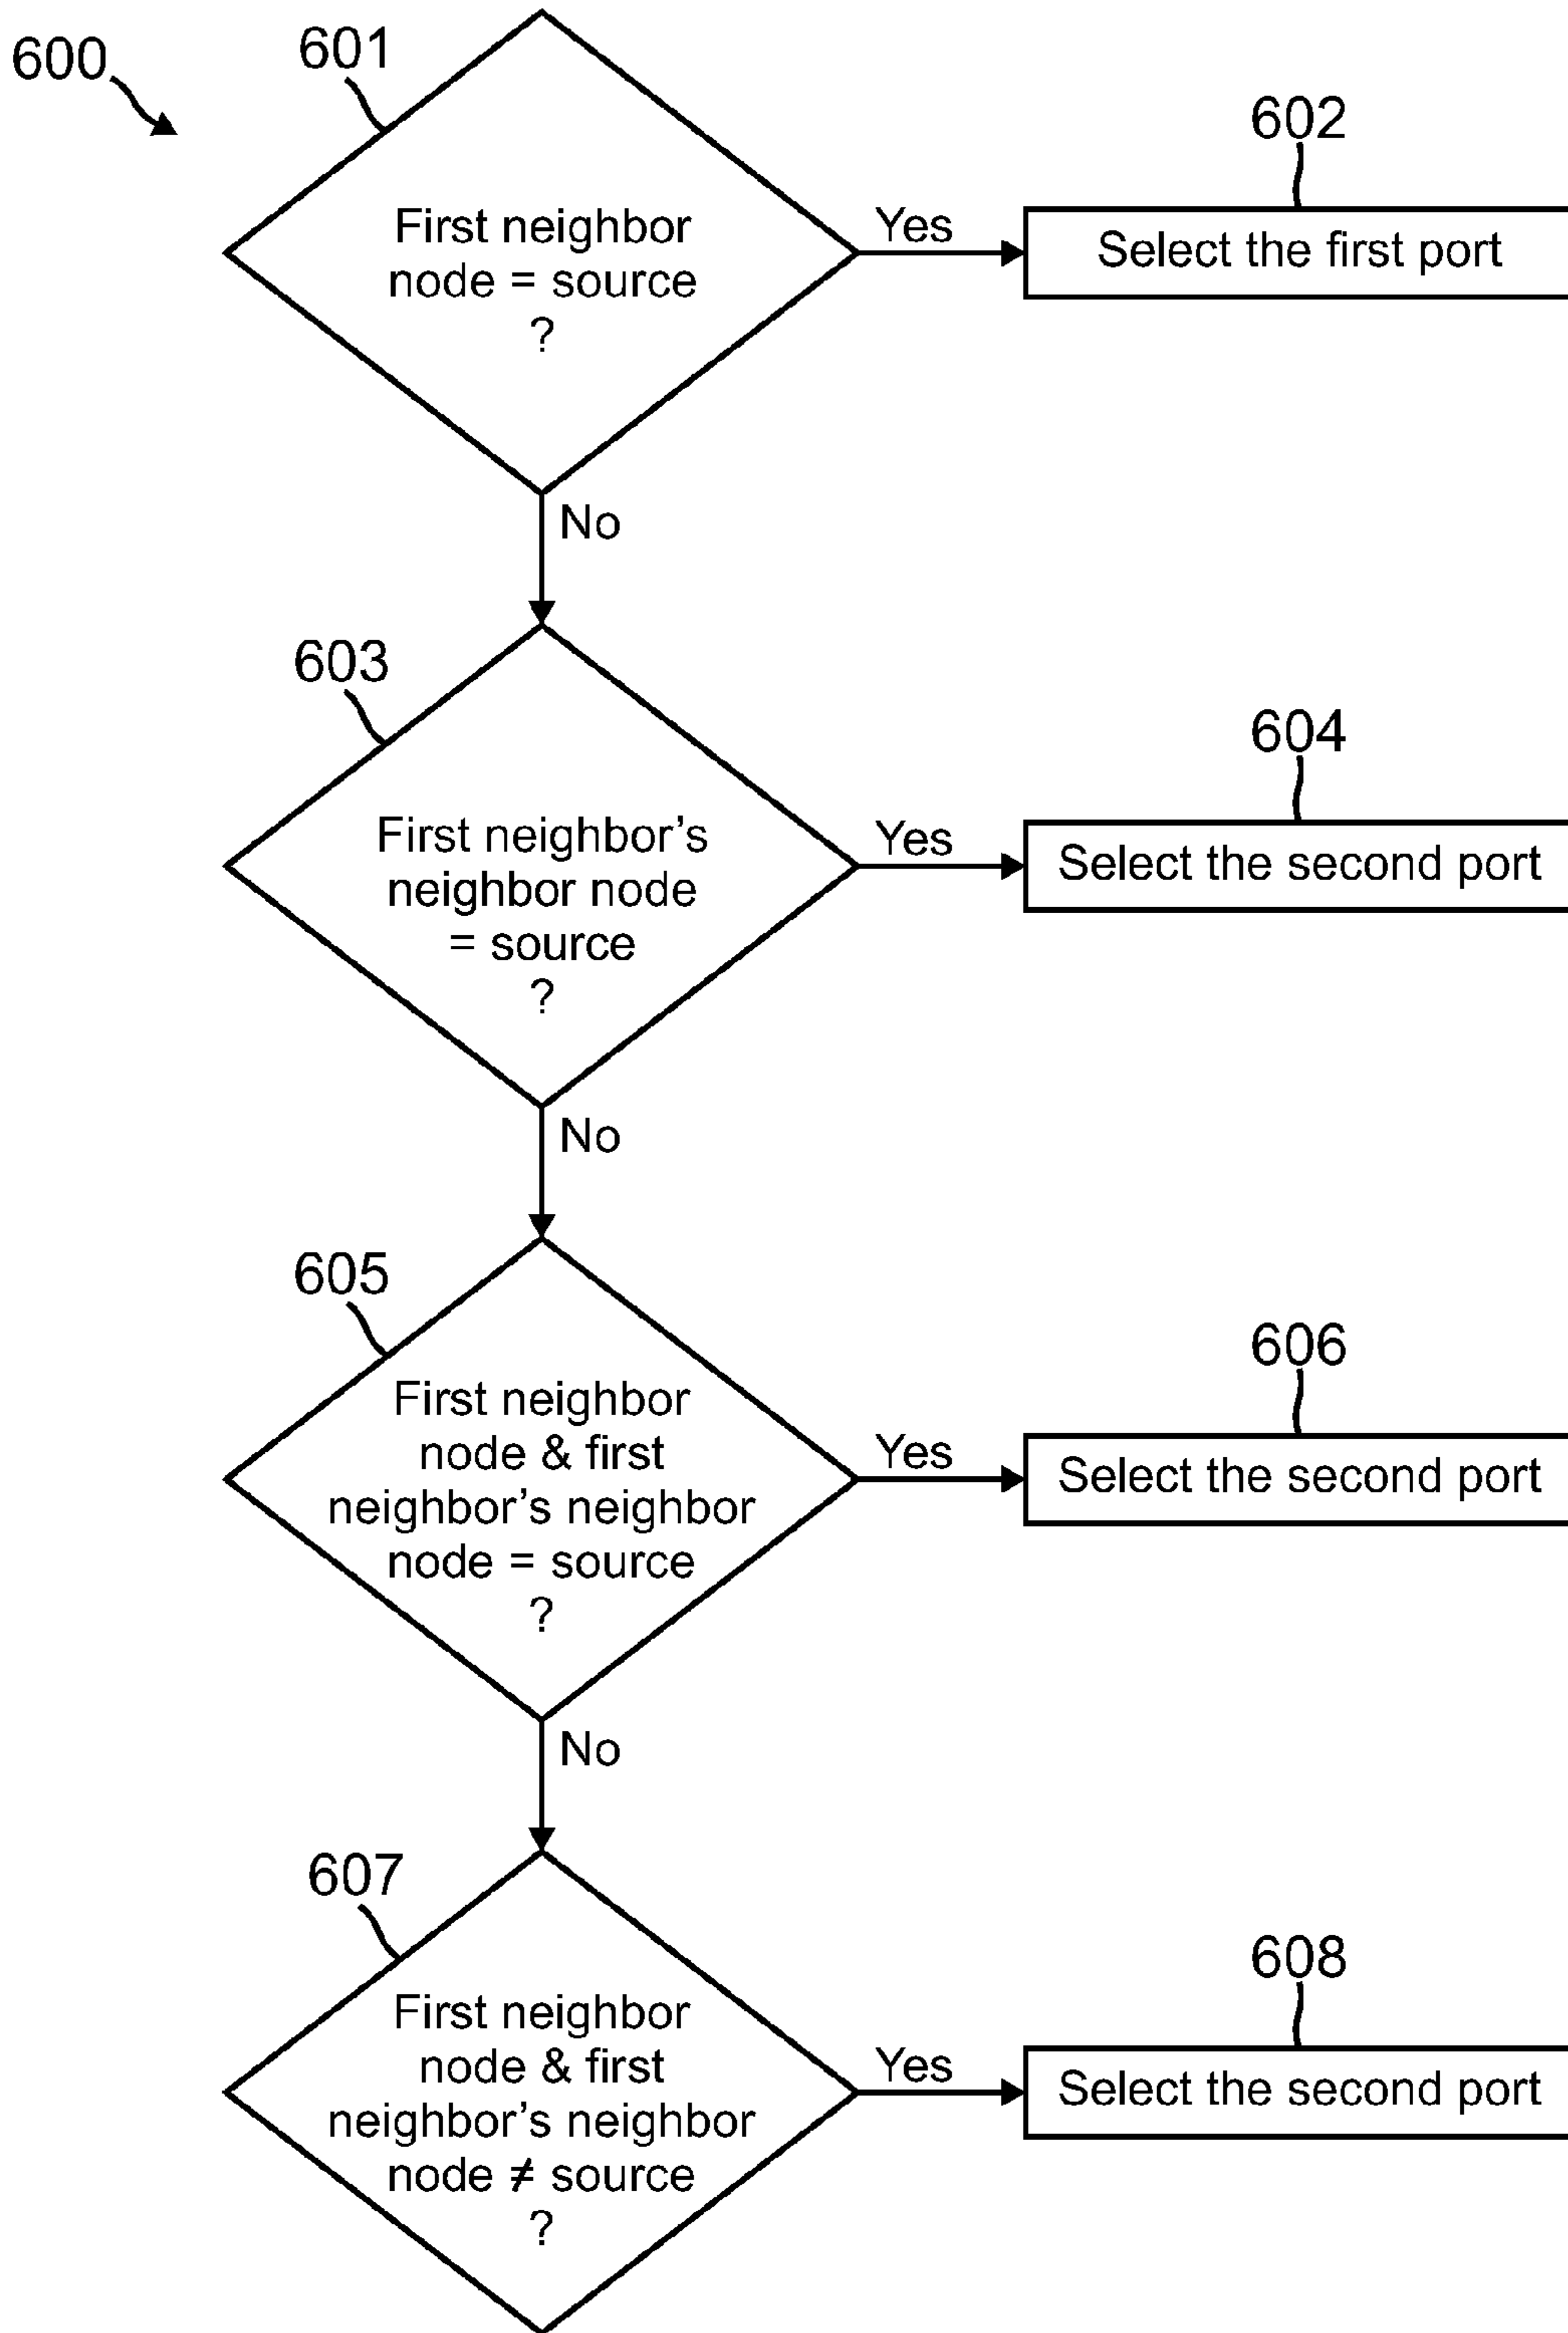 600
601
602
First neighbor
node = source
?
Yes
Select the first port
No
603
604
First neighbor's
neighbor node
= source
?
Yes
Select the second port
No
605
606
First neighbor
node & first
neighbor's neighbor
node = source
?
Yes
Select the second port
No
607
608
First neighbor
node & first
neighbor's neighbor
node ≠ source
?
Yes
Select the second port